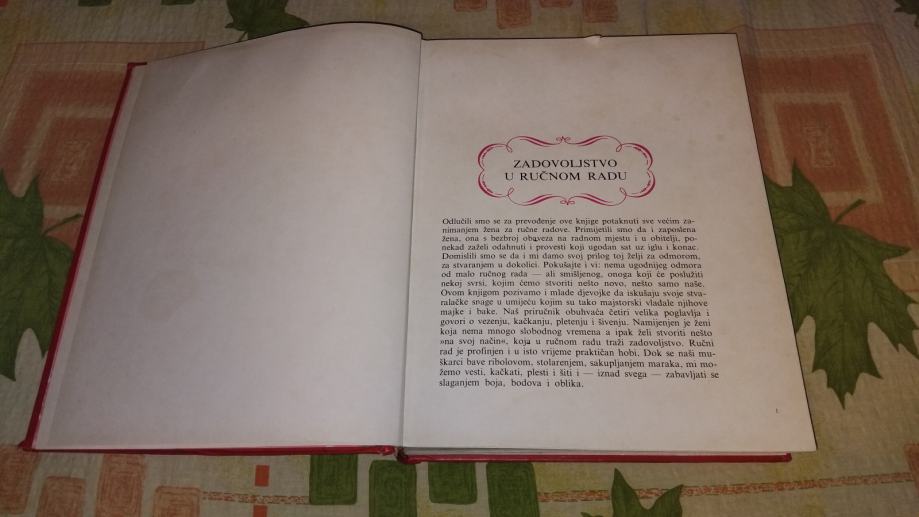 ZADOVOLJSTVO
U RUČNOM RADU
Odlučili smo se za prevođenje ove knjige potaknuti sve većim za-
nimanjem žena za ručne radove. Primijetili smo da i zaposlena
žena, ona s bezbroj obaveza na radnom mjestu i u obitelji, po-
nekad zaželi odahnuti i provesti koji ugodan sat uz iglu i konac.
Domislili smo se da i mi damo svoj prilog toj želji za odmorom,
za stvaranjem u dokolici. Pokušajte i vi: nema ugodnijeg odmora
od malo ručnog rada — ali smišljenog, onoga koji će poslužiti
nekoj svrsi, kojim ćemo stvoriti nešto novo, nešto samo naše.
Ovom knjigom pozivamo i mlade djevojke da iskušaju svoje stva-
ralačke snage u umijeću kojim su tako majstorski vladale njihove
majke i bake. Naš priručnik obuhvaća četiri velika poglavlja i
govori o vezenju, kačkanju, pletenju i šivenju. Namijenjen je ženi
koja nema mnogo slobodnog vremena a ipak želi stvoriti nešto
»na svoj način«, koja u ručnom radu traži zadovoljstvo. Ručni
rad je profinjen i u isto vrijeme praktičan hobi. Dok se naši mu-
škarci bave ribolovom, stolarenjem, sakupljanjem maraka, mi mo-
žemo vesti, kačkati, plesti i šiti i — iznad svega — zabavljati se
slaganjem boja, bodova i oblika.
1